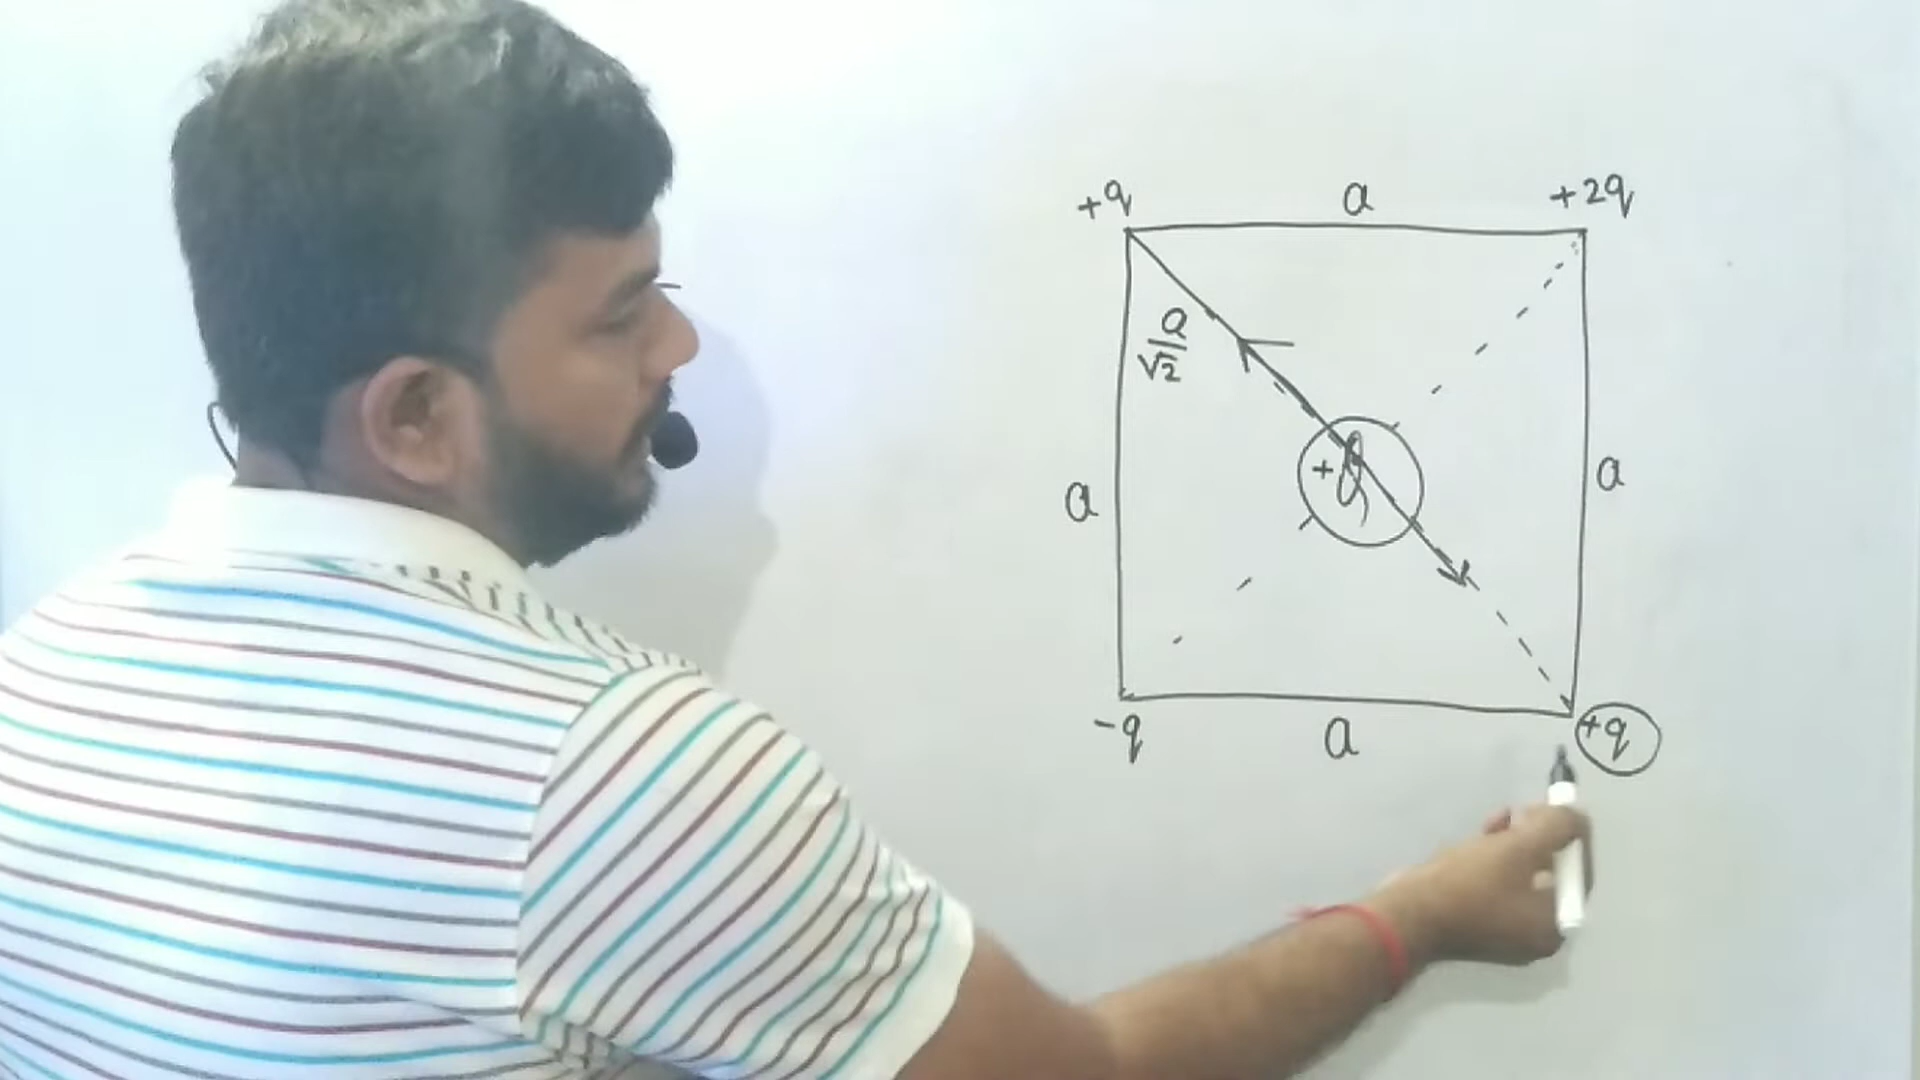 +q a +2q
a/√2
a +q a
-q a +q